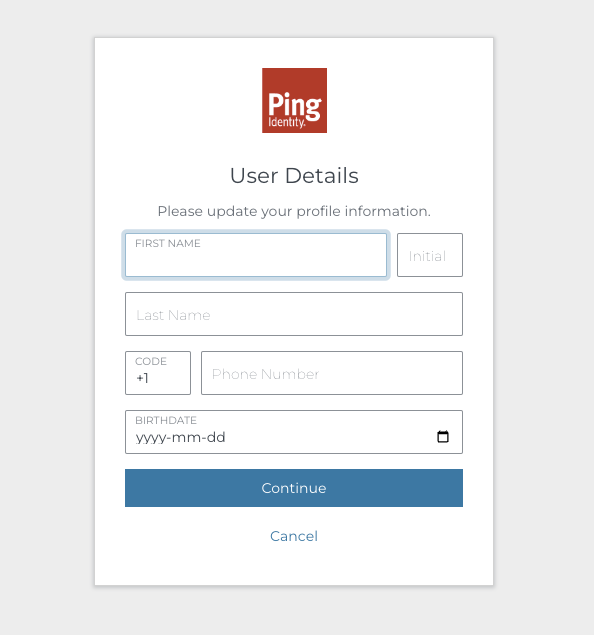 Ping
Identity.
User Details
Please update your profile information.
FIRST NAME
Initial
Last Name
CODE
+1
Phone Number
BIRTHDATE
yyyy-mm-dd
Continue
Cancel